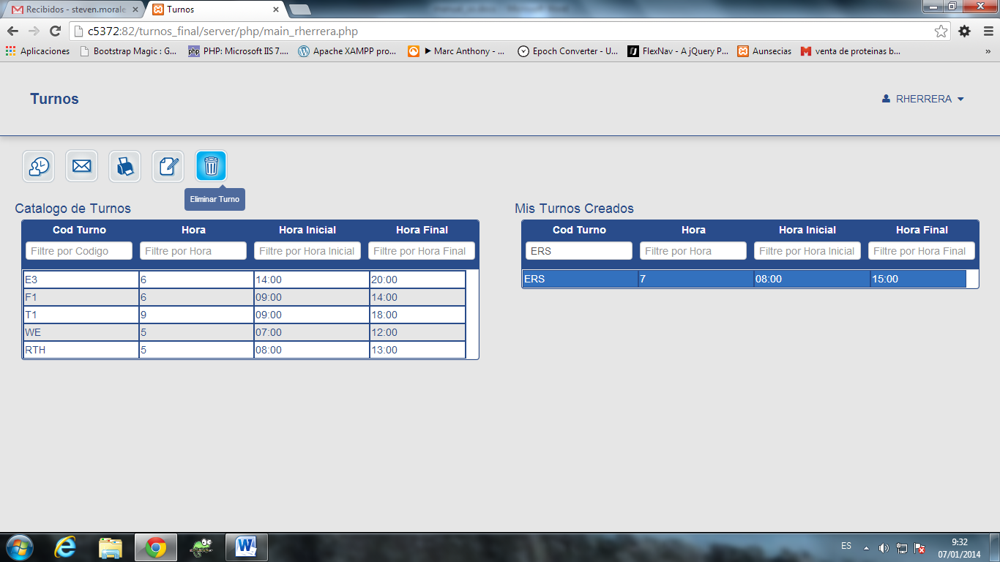 Recibidos - steven.morale
Turnos
c5372:82/turnos_final/server/php/main_rherrera.php
Aplicaciones
Bootstrap Magic : G...
PHP: Microsoft IIS 7....
Apache XAMPP pro...
Marc Anthony - ...
Epoch Converter - U...
FlexNav - A jQuery P...
Aunsecias
venta de proteinas b...
»
Turnos
RHERRERA
Eliminar Turno
Catalogo de Turnos
Cod Turno Hora Hora Inicial Hora Final
Filtre por Codigo Filtre por Hora Filtre por Hora Inicial Filtre por Hora Final
E3 6 14:00 20:00
F1 6 09:00 14:00
T1 9 09:00 18:00
WE 5 07:00 12:00
RTH 5 08:00 13:00
Mis Turnos Creados
Cod Turno Hora Hora Inicial Hora Final
ERS Filtre por Hora Filtre por Hora Inicial Filtre por Hora Final
ERS 7 08:00 15:00
ES
9:32
07/01/2014